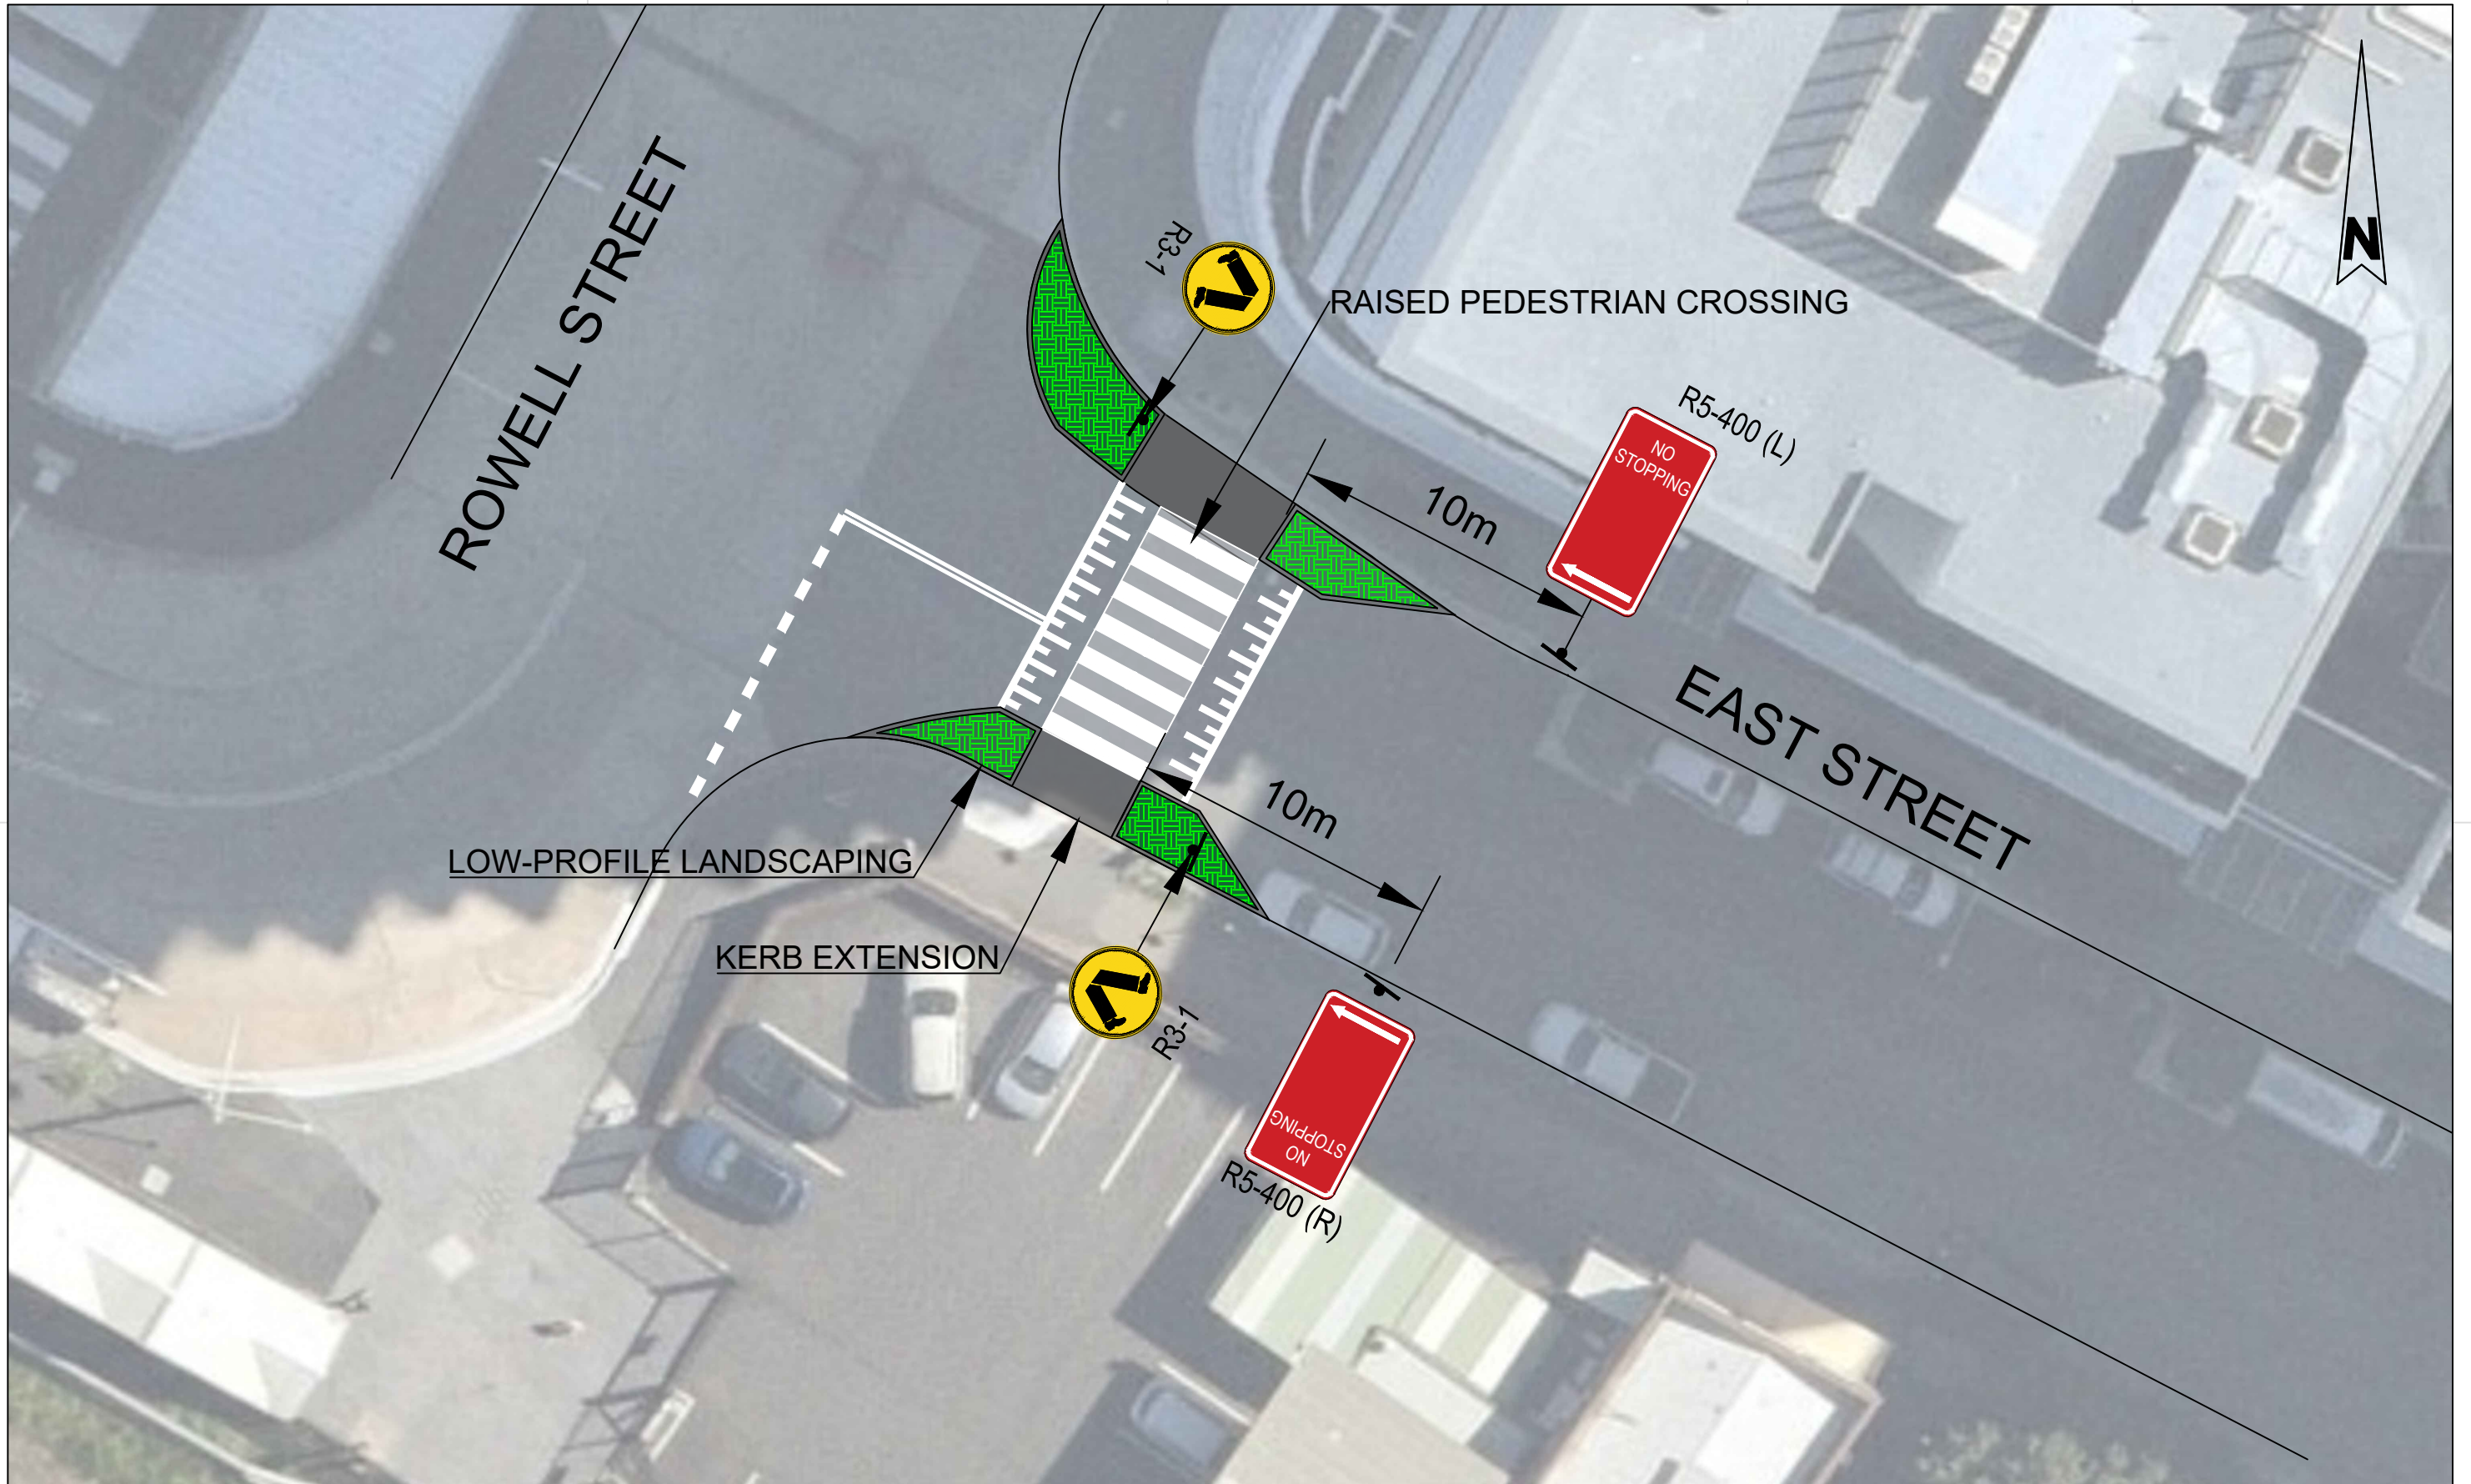 ROWELL STREET
R3-1
RAISED PEDESTRIAN CROSSING
N
R5-400 (L)
NO
STOPPING
10m
EAST STREET
10m
LOW-PROFILE LANDSCAPING
KERB EXTENSION
R3-1
NO
STOPPING
R5-400 (R)